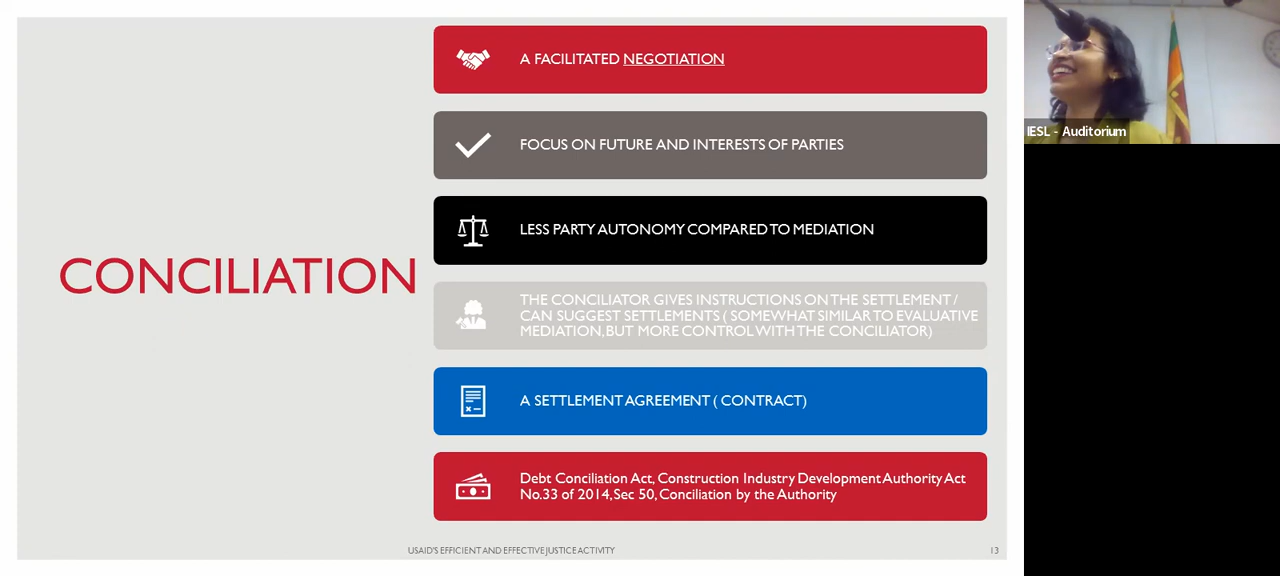 A FACILITATED NEGOTIATION
FOCUS ON FUTURE AND INTERESTS OF PARTIES
LESS PARTY AUTONOMY COMPARED TO MEDIATION
CONCILIATION
THE CONCILIATOR GIVES INSTRUCTIONS ON THE SETTLEMENT /
CAN SUGGEST SETTLEMENTS ( SOMEWHAT SIMILAR TO EVALUATIVE
MEDIATION, BUT MORE CONTROL WITH THE CONCILIATOR)
A SETTLEMENT AGREEMENT ( CONTRACT)
Debt Conciliation Act, Construction Industry Development Authority Act
No.33 of 2014, Sec 50, Conciliation by the Authority
USAID'S EFFICIENT AND EFFECTIVE JUSTICE ACTIVITY
13
IESL - Auditorium